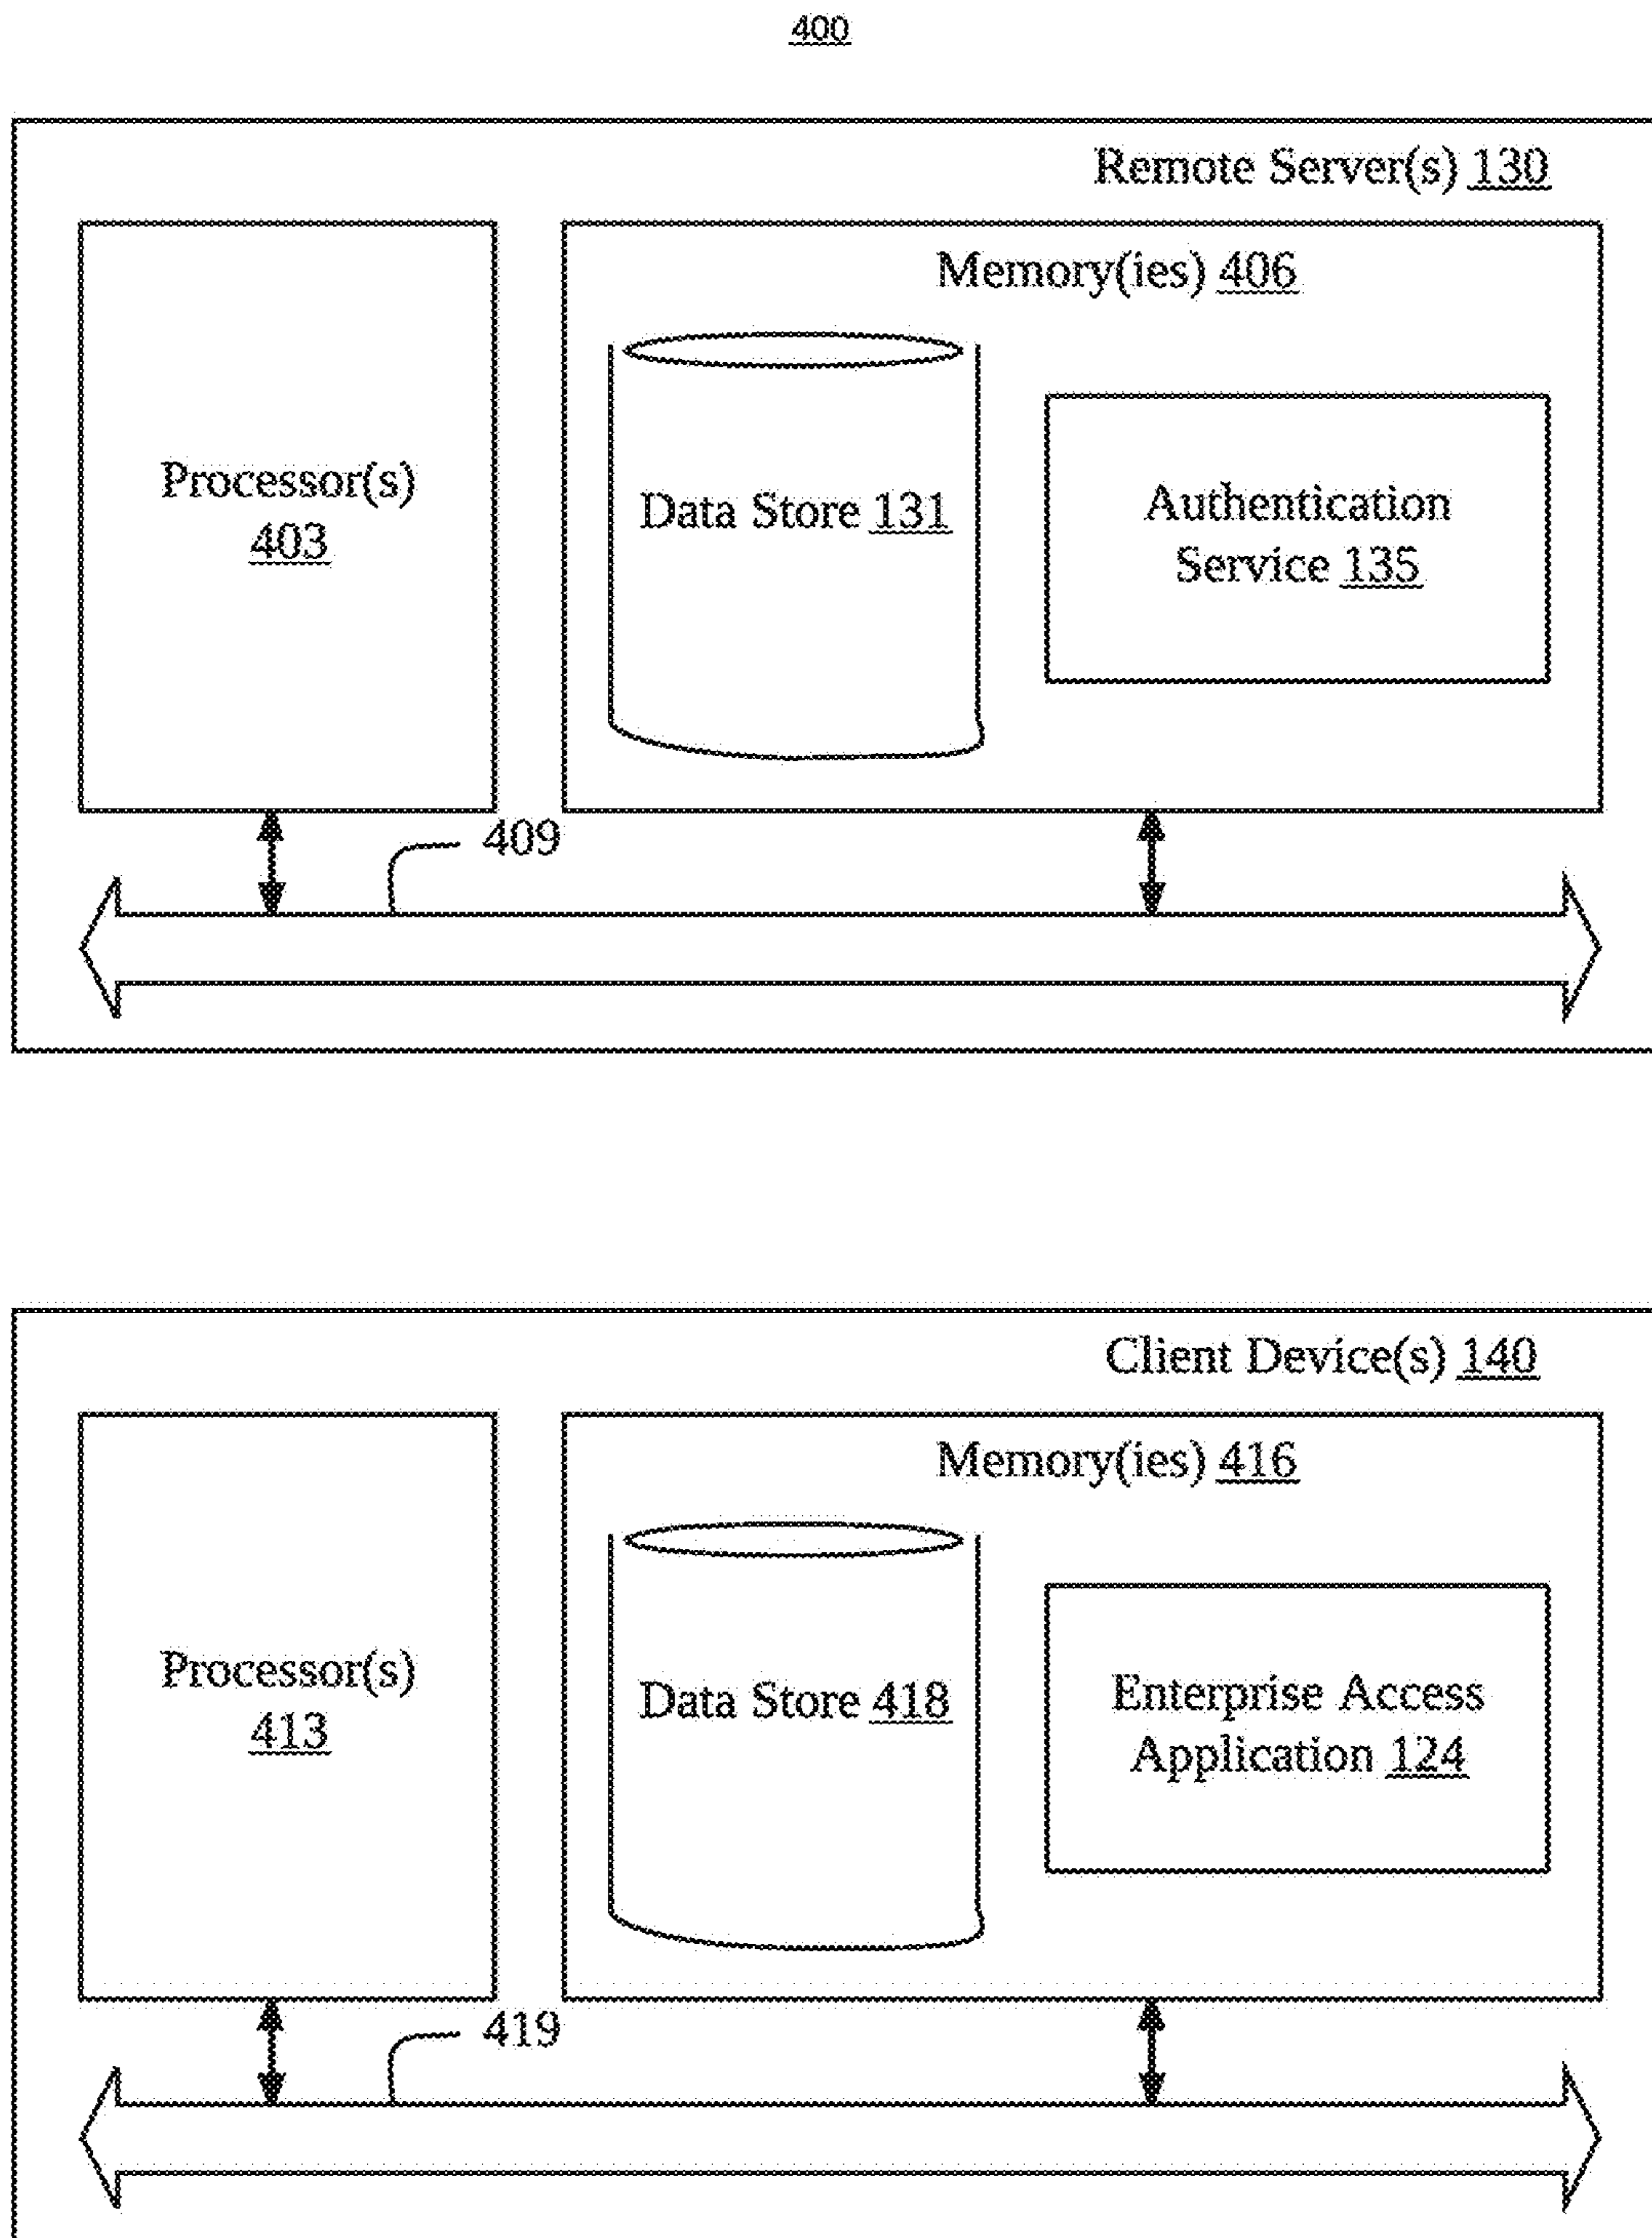 400
Remote Server(s) 130
Memory(ies) 406
Processor(s)
403
Data Store 131
Authentication
Service 135
409
Client Device(s) 140
Memory(ies) 416
Processor(s)
413
Data Store 418
Enterprise Access
Application 124
419